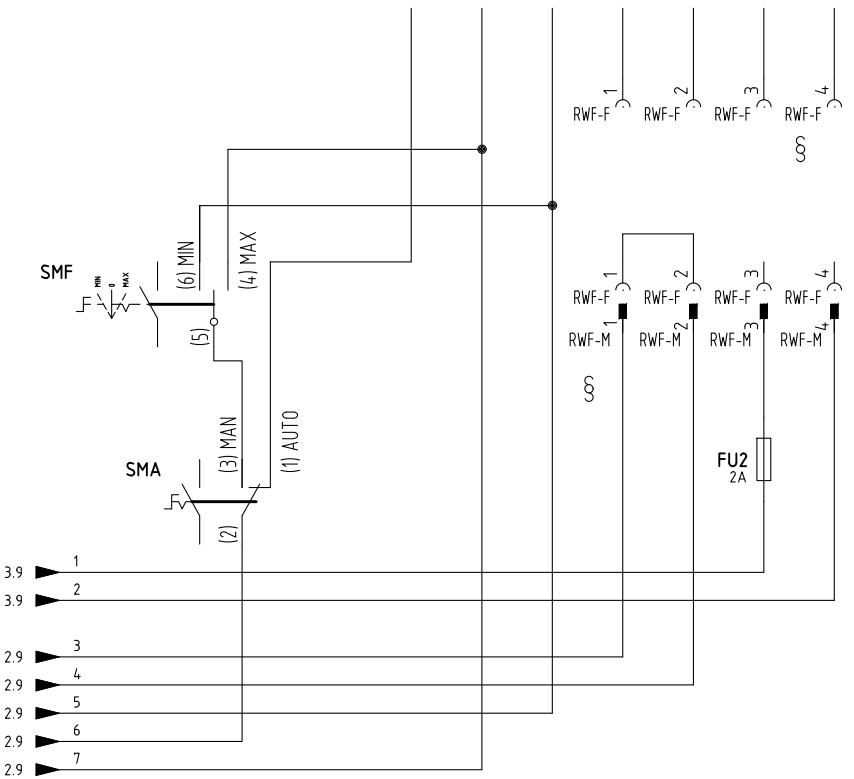 1 2 3 4
RWF-F RWF-F RWF-F RWF-F
§
SMF
MIN 0 MAX
(6) MIN
(4) MAX
(5)
1 2 3 4
RWF-F RWF-F RWF-F RWF-F
1 2 3 4
RWF-M RWF-M RWF-M RWF-M
§
SMA
(3) MAN
(1) AUTO
(2)
FU2
2A
3.9 1
3.9 2
2.9 3
2.9 4
2.9 5
2.9 6
2.9 7